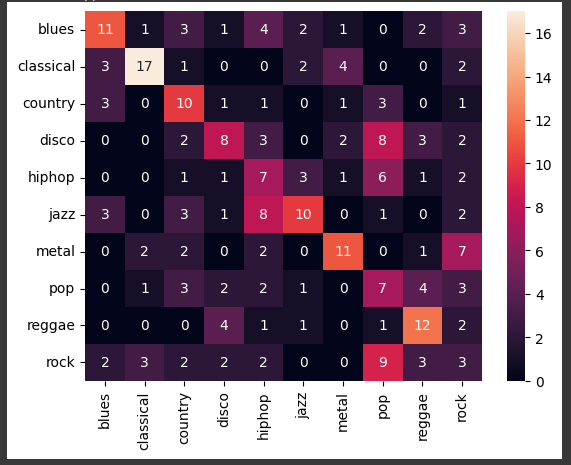 blues 11 1 3 1 4 2 1 0 2 3
classical 3 17 1 0 0 2 4 0 0 2
country 3 0 10 1 1 0 1 3 0 1
disco 0 0 2 8 3 0 2 8 3 2
hiphop 0 0 1 1 7 3 1 6 1 2
jazz 3 0 3 1 8 10 0 1 0 2
metal 0 2 2 0 2 0 11 0 1 7
pop 0 1 3 2 2 1 0 7 4 3
reggae 0 0 0 4 1 1 0 1 12 2
rock 2 3 2 2 2 0 0 9 3 3
blues classical country disco hiphop jazz metal pop reggae rock
16
14
12
10
8
6
4
2
0